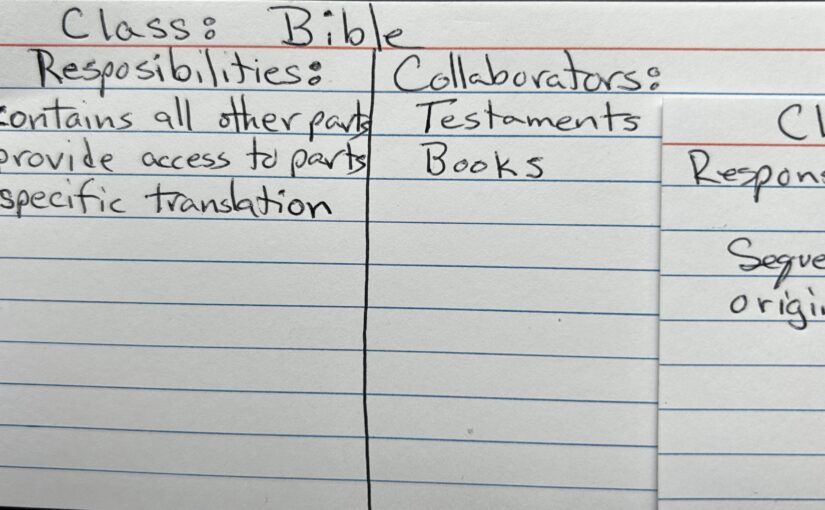 Class: Bible
Resposibilities:
contains all other parts
provide access to parts
specific translation
Collaborators:
Testaments
Books
Cl
Respons
Seque
origi